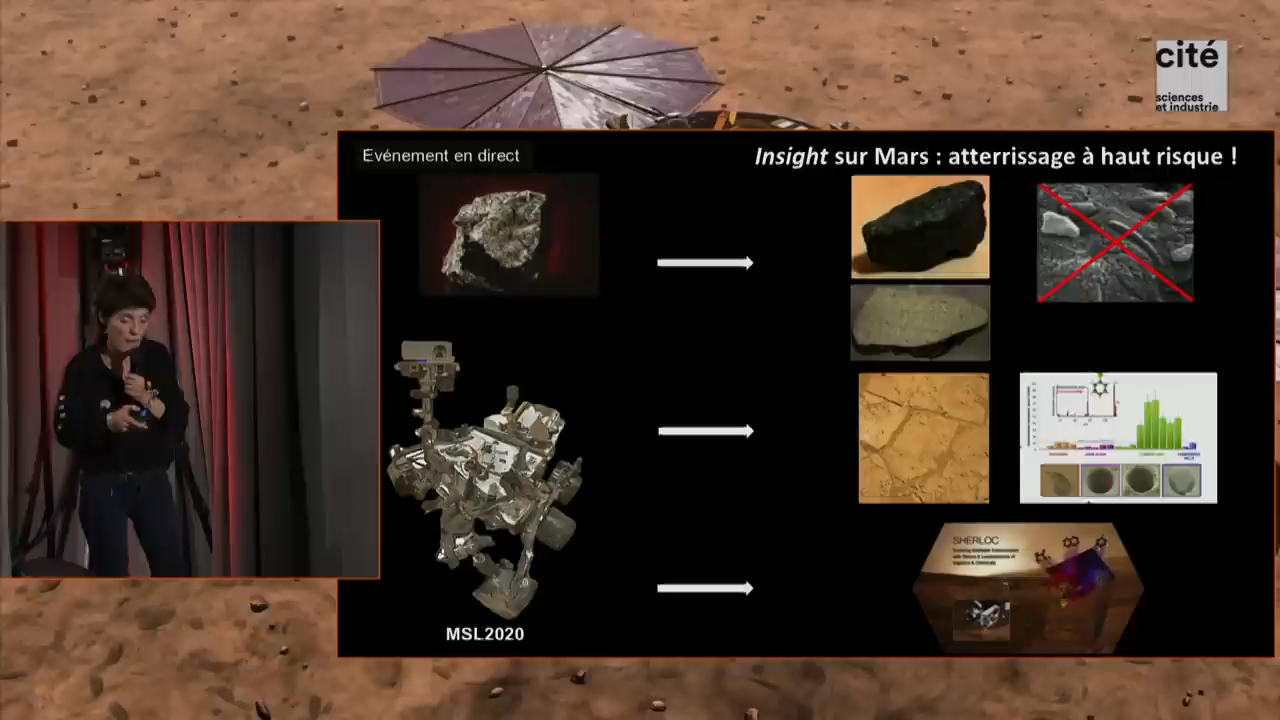 cité
sciences
et industrie
Evénement en direct
Insight sur Mars : atterrissage à haut risque !
SHERLOC
MSL2020